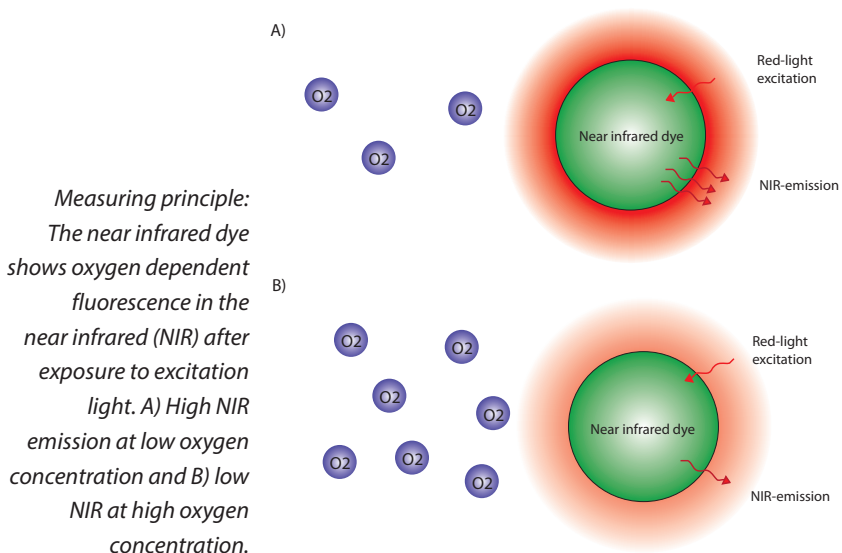 A)
O2
O2
O2
Near infrared dye
Red-light
excitation
NIR-emission
Measuring principle:
The near infrared dye
shows oxygen dependent
fluorescence in the
near infrared (NIR) after
exposure to excitation
light. A) High NIR
emission at low oxygen
concentration and B) low
NIR at high oxygen
concentration.
B)
O2
O2
O2
O2
O2
O2
O2
Near infrared dye
Red-light
excitation
NIR-emission